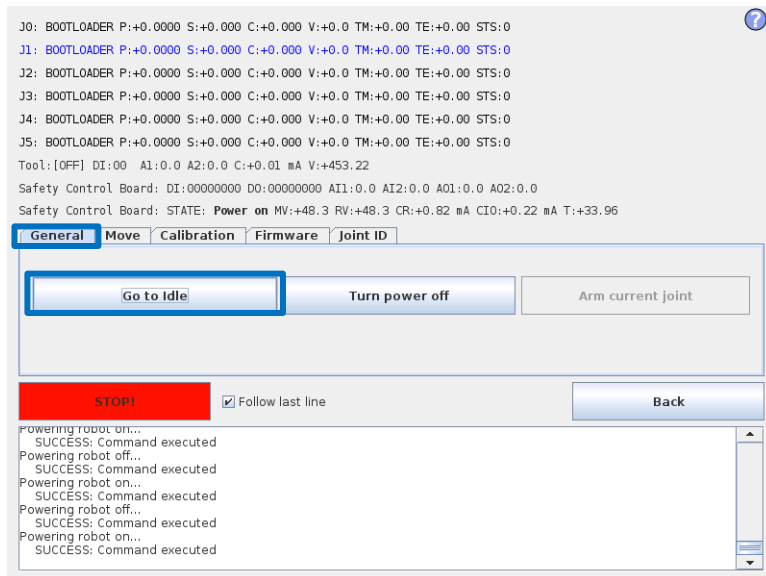 J0: BOOTLOADER P:+0.0000 S:+0.000 C:+0.000 V:+0.0 TM:+0.00 TE:+0.00 STS:0
J1: BOOTLOADER P:+0.0000 S:+0.000 C:+0.000 V:+0.0 TM:+0.00 TE:+0.00 STS:0
J2: BOOTLOADER P:+0.0000 S:+0.000 C:+0.000 V:+0.0 TM:+0.00 TE:+0.00 STS:0
J3: BOOTLOADER P:+0.0000 S:+0.000 C:+0.000 V:+0.0 TM:+0.00 TE:+0.00 STS:0
J4: BOOTLOADER P:+0.0000 S:+0.000 C:+0.000 V:+0.0 TM:+0.00 TE:+0.00 STS:0
J5: BOOTLOADER P:+0.0000 S:+0.000 C:+0.000 V:+0.0 TM:+0.00 TE:+0.00 STS:0
Tool:[OFF] DI:00 A1:0.0 A2:0.0 C:+0.01 mA V:+453.22
Safety Control Board: DI:00000000 DO:00000000 AI1:0.0 AI2:0.0 AO1:0.0 AO2:0.0
Safety Control Board: STATE: Power on MV:+48.3 RV:+48.3 CR:+0.82 mA CIO:+0.22 mA T:+33.96
General Move Calibration Firmware Joint ID
Go to Idle Turn power off Arm current joint
STOP! Follow last line Back
Powering robot on...
SUCCESS: Command executed
Powering robot off...
SUCCESS: Command executed
Powering robot on...
SUCCESS: Command executed
Powering robot off...
SUCCESS: Command executed
Powering robot on...
SUCCESS: Command executed